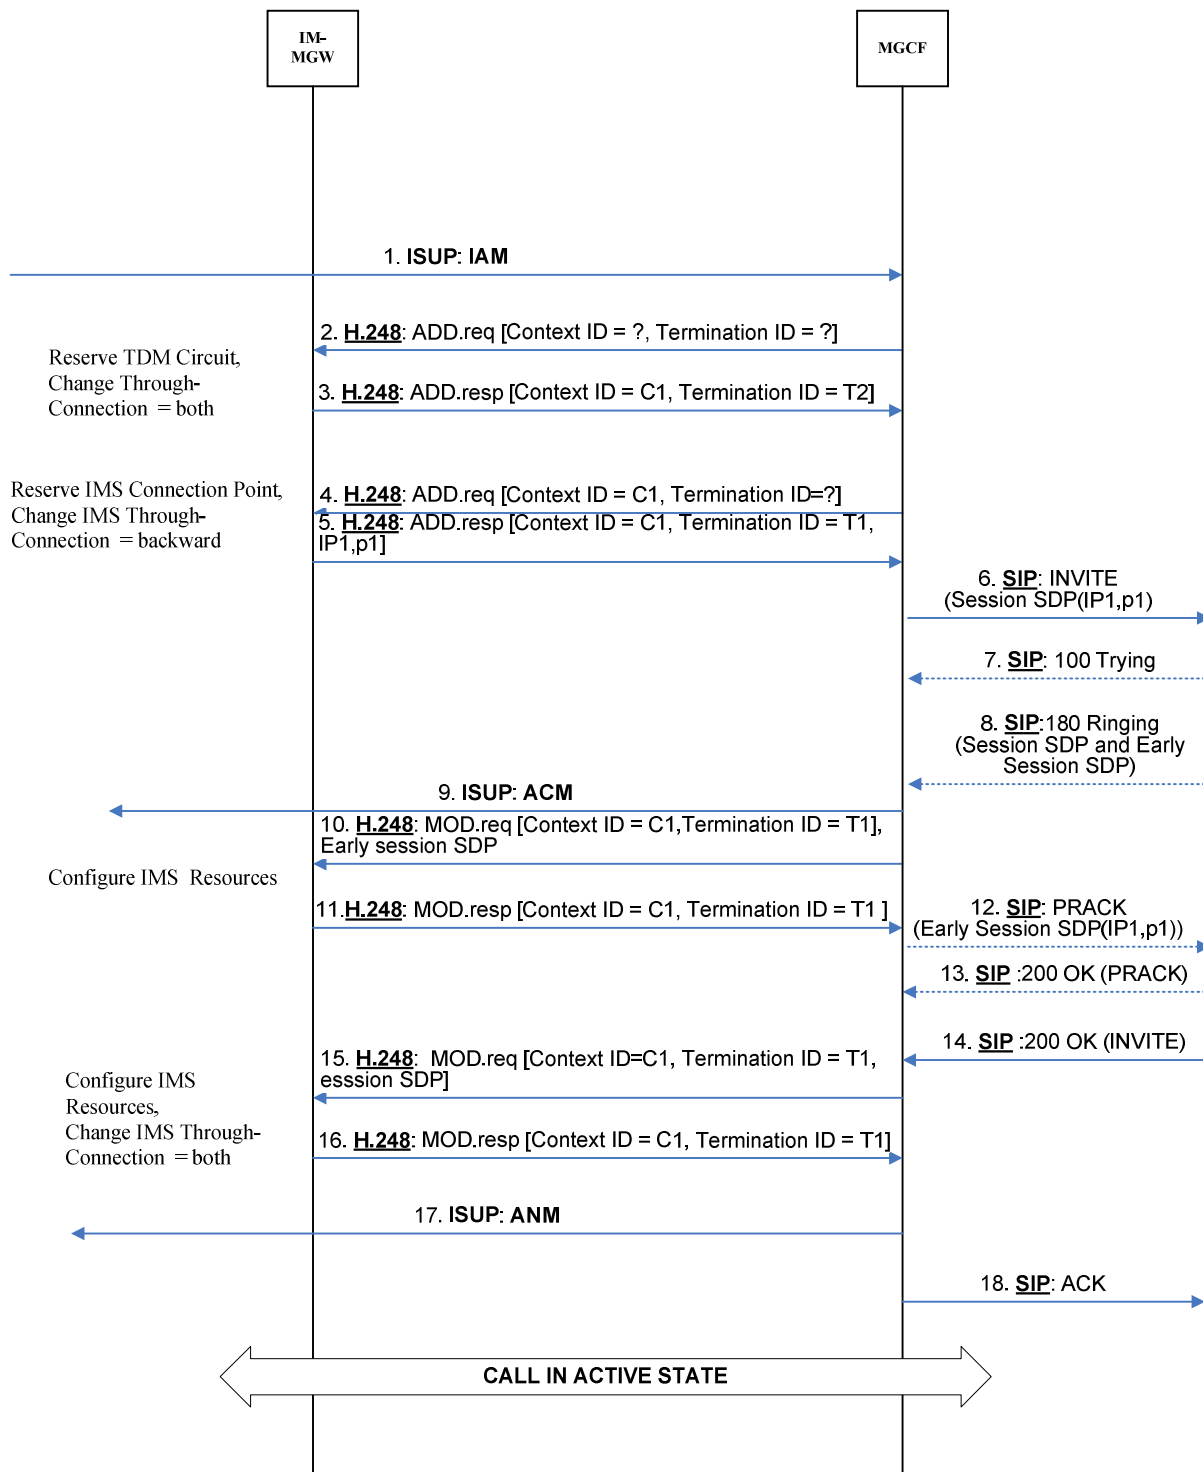 IM-
MGW
MGCF
1. ISUP: IAM
2. H.248: ADD.req [Context ID = ?, Termination ID = ?]
Reserve TDM Circuit,
Change Through-
Connection = both
3. H.248: ADD.resp [Context ID = C1, Termination ID = T2]
Reserve IMS Connection Point,
Change IMS Through-
Connection = backward
4. H.248: ADD.req [Context ID = C1, Termination ID=?]
5. H.248: ADD.resp [Context ID = C1, Termination ID = T1,
IP1,p1]
6. SIP: INVITE
(Session SDP(IP1,p1)
7. SIP: 100 Trying
8. SIP:180 Ringing
(Session SDP and Early
Session SDP)
9. ISUP: ACM
10. H.248: MOD.req [Context ID = C1,Termination ID = T1],
Early session SDP
Configure IMS Resources
11.H.248: MOD.resp [Context ID = C1, Termination ID = T1 ]
12. SIP: PRACK
(Early Session SDP(IP1,p1))
13. SIP :200 OK (PRACK)
14. SIP :200 OK (INVITE)
15. H.248: MOD.req [Context ID=C1, Termination ID = T1,
esssion SDP]
Configure IMS
Resources,
Change IMS Through-
Connection = both
16. H.248: MOD.resp [Context ID = C1, Termination ID = T1]
17. ISUP: ANM
18. SIP: ACK
CALL IN ACTIVE STATE